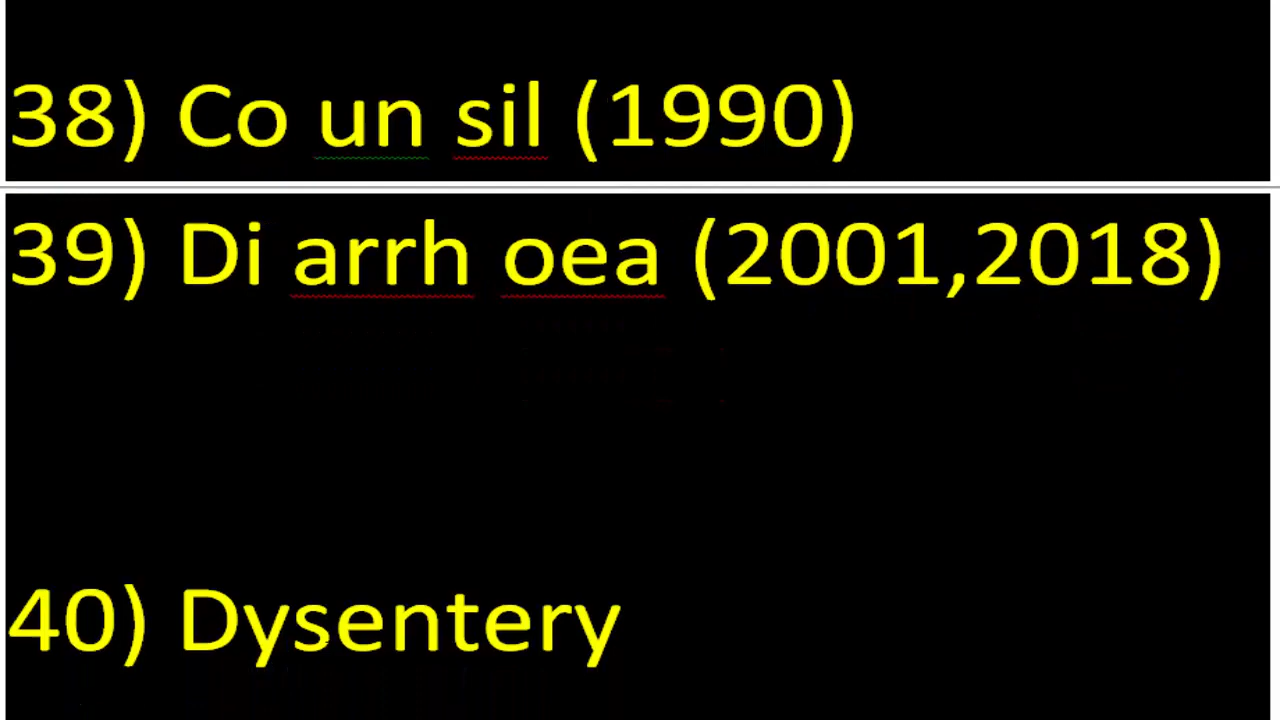 38) Co un sil (1990)
39) Di arrh oea (2001,2018)
40) Dysentery